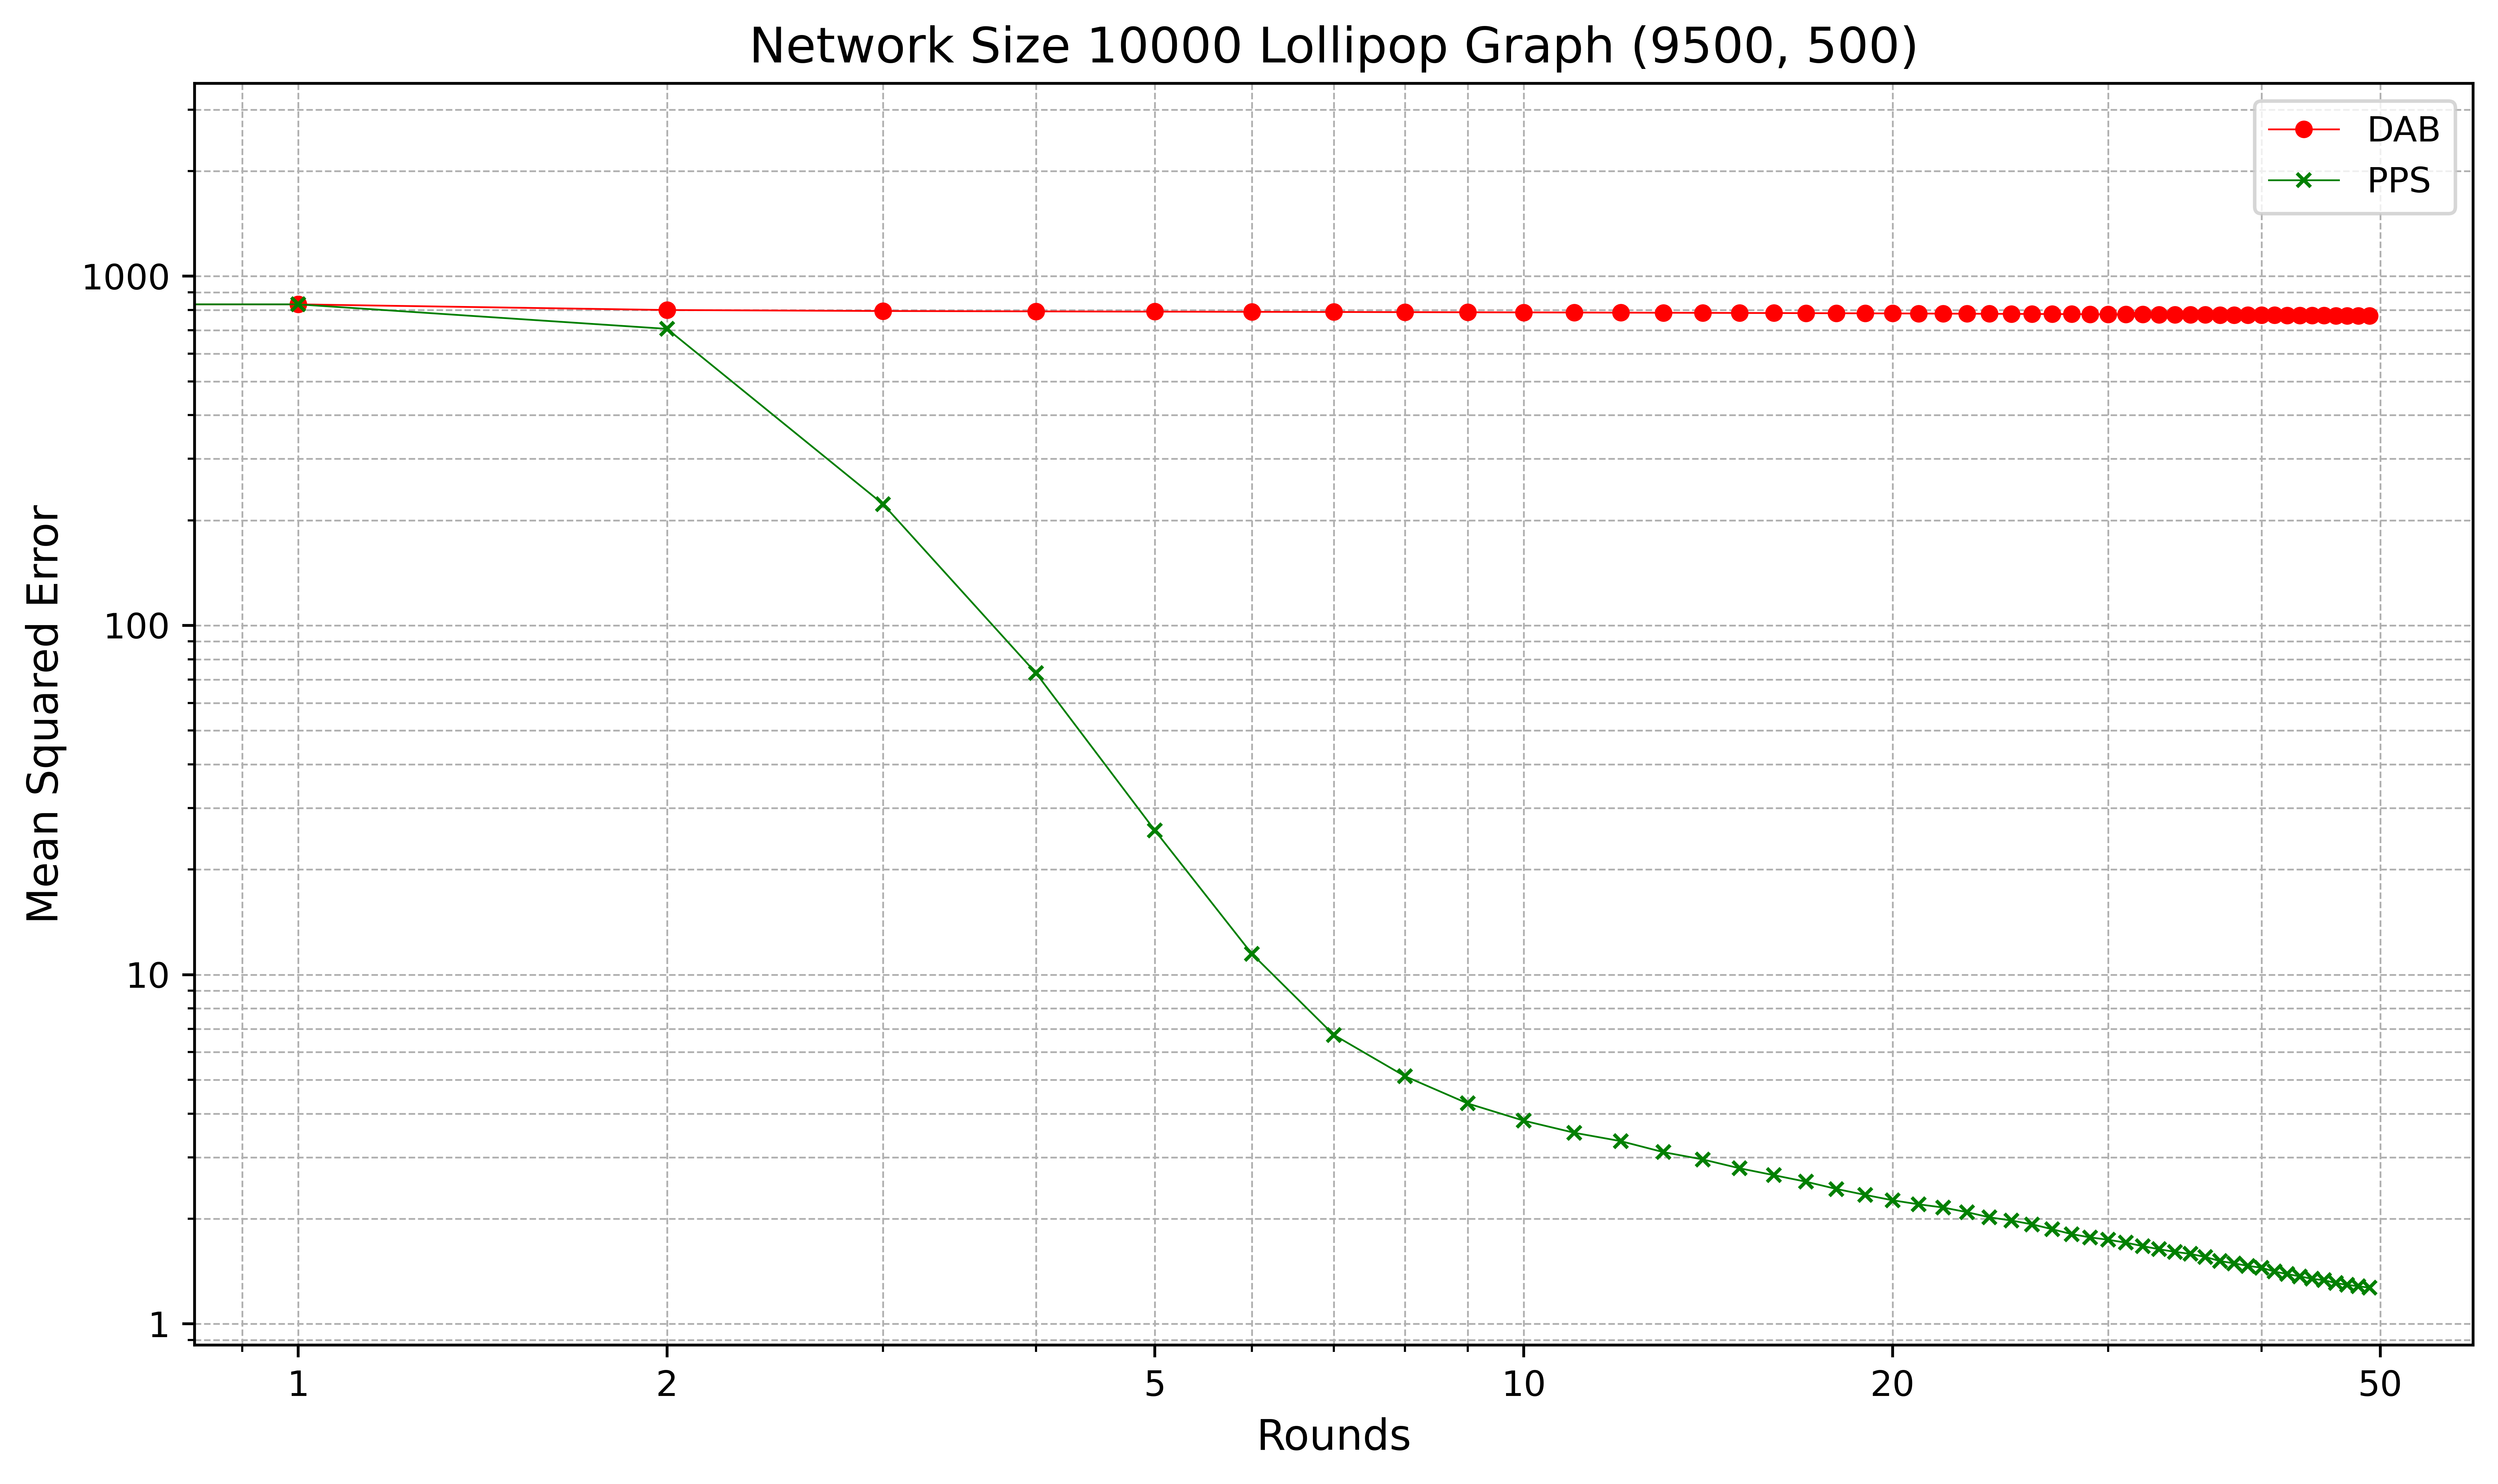 Network Size 10000 Lollipop Graph (9500, 500)
DAB
PPS
1000
100
10
1
Mean Squared Error
1 2 5 10 20 50
Rounds